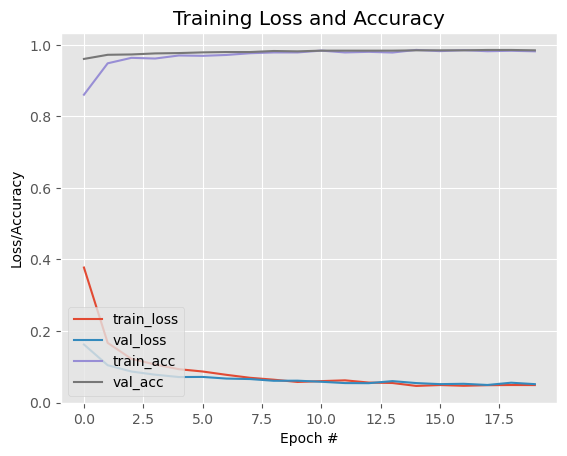 Training Loss and Accuracy
1.0
0.8
0.6
0.4
0.2
0.0
Loss/Accuracy
train_loss
val_loss
train_acc
val_acc
0.0 2.5 5.0 7.5 10.0 12.5 15.0 17.5
Epoch #